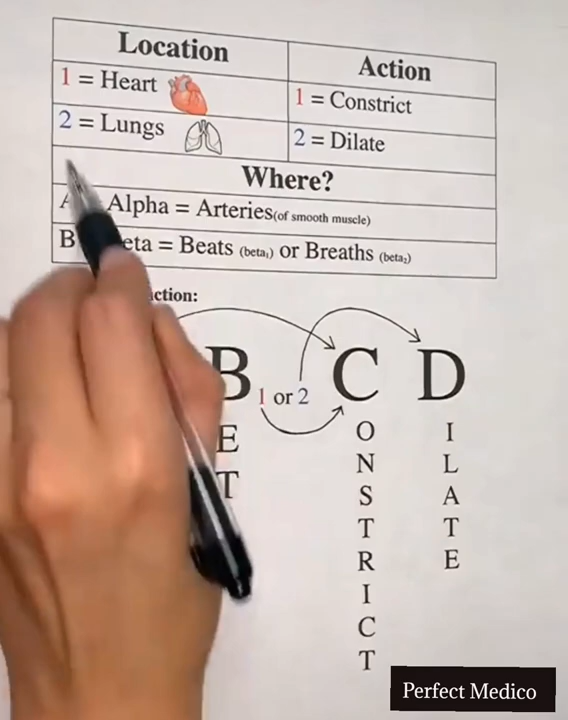 Location
Action
1 = Heart
1 = Constrict
2 = Lungs
2 = Dilate
Where?
Alpha = Arteries(of smooth muscle)
B eta = Beats (beta₁) or Breaths (beta₂)
ction:
B 1 or 2 C D
E
T
O
N
S
T
R
I
C
T
I
L
A
T
E
Perfect Medico